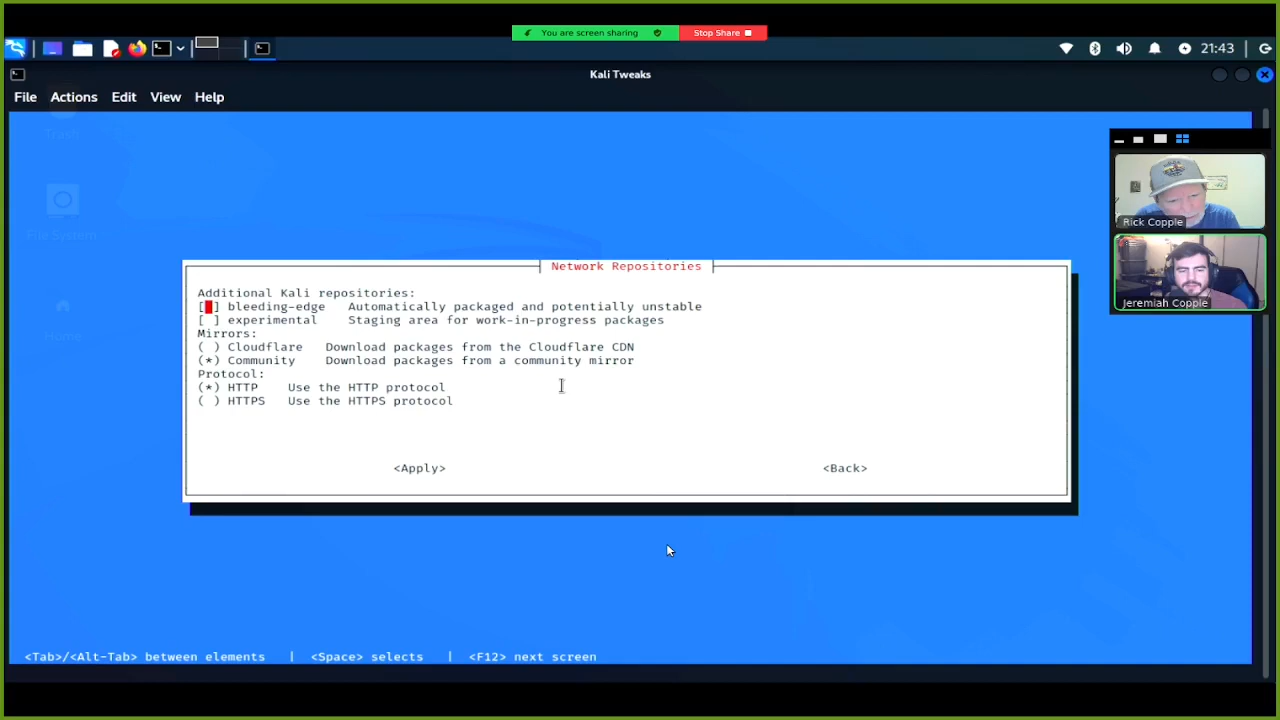 You are screen sharing Stop Share
21:43
Kali Tweaks
File Actions Edit View Help
Trash
File System
Home
Rick Copple
Jeremiah Copple
Network Repositories
Additional Kali repositories:
[ ] bleeding-edge Automatically packaged and potentially unstable
[ ] experimental Staging area for work-in-progress packages
Mirrors:
( ) Cloudflare Download packages from the Cloudflare CDN
(*) Community Download packages from a community mirror
Protocol:
(*) HTTP Use the HTTP protocol
( ) HTTPS Use the HTTPS protocol
<Apply> <Back>
<Tab>/<Alt-Tab> between elements | <Space> selects | <F12> next screen